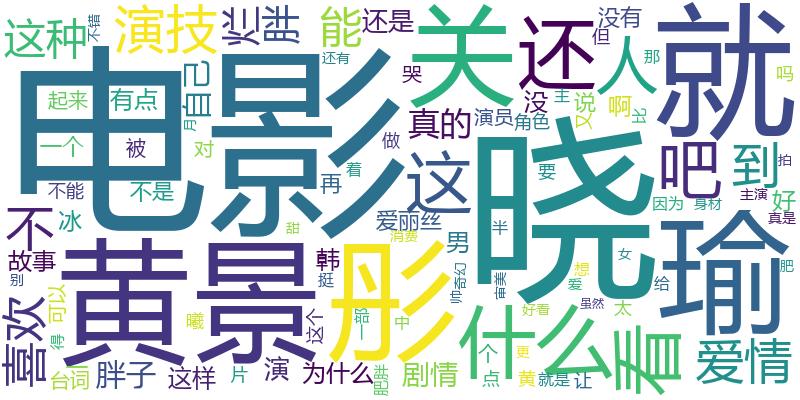 这种
不错
演技
烂
胖
能
还是
关
还
没有
但
人
那
就
吗
电影
起来
有点
自己
还有
哭
没
主
说
又
啊
比
一个
被
月
对
真的
演员
角色
做
吧
到
拍
不能
不是
再
着
这
晓
要
因为
身材
主演
好
真是
不
冰
爱丽丝
甜
消费
男
半
瑜
故事
别
黄景
彤
韩
挺
帅
奇幻
审美
想
爱
女
给
肥
喜欢
得
可以
曦
这个
一部
中
什么
好看
虽然
太
看
爱情
台词
胖子
这样
片
演
为什么
肥胖
剧情
个
点
更
黄
就是
让